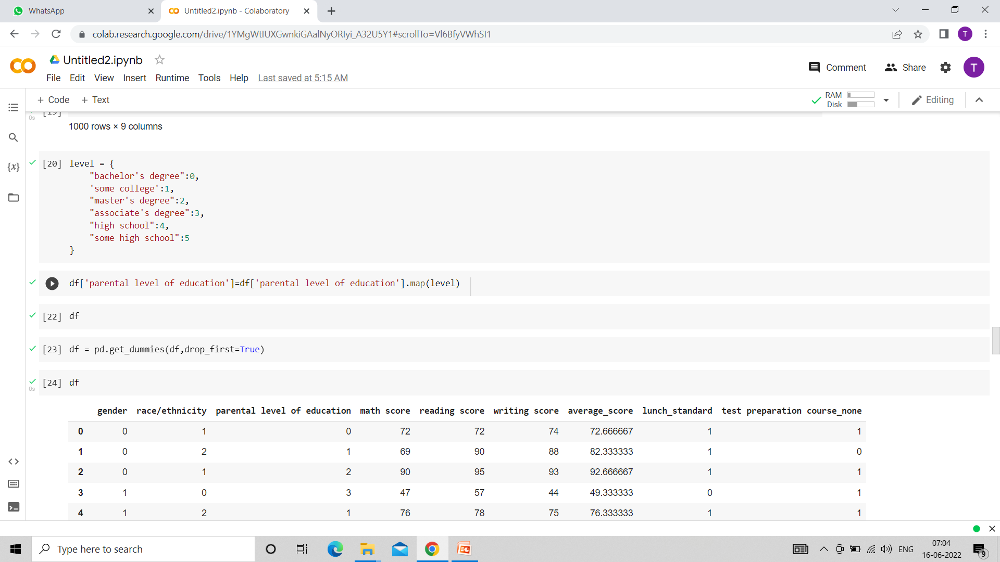 WhatsApp
Untitled2.ipynb - Colaboratory
colab.research.google.com/drive/1YMgWtIUXGwnkiGAalNyORIyi_A32U5Y1#scrollTo=Vl6BfyVWhSI1
T
Untitled2.ipynb
File Edit View Insert Runtime Tools Help Last saved at 5:15 AM
Comment Share T
+ Code + Text
RAM
Disk
Editing
[19]
0s
1000 rows × 9 columns
{x}
[20] level = {
"bachelor's degree":0,
'some college':1,
"master's degree":2,
"associate's degree":3,
"high school":4,
"some high school":5
}
df['parental level of education']=df['parental level of education'].map(level)
[22] df
[23] df = pd.get_dummies(df,drop_first=True)
[24] df
0s
gender race/ethnicity parental level of education math score reading score writing score average_score lunch_standard test preparation course_none
0 0 1 0 72 72 74 72.666667 1 1
1 0 2 1 69 90 88 82.333333 1 0
2 0 1 2 90 95 93 92.666667 1 1
3 1 0 3 47 57 44 49.333333 0 1
4 1 2 1 76 78 75 76.333333 1 1
Type here to search
ENG
07:04
16-06-2022
9